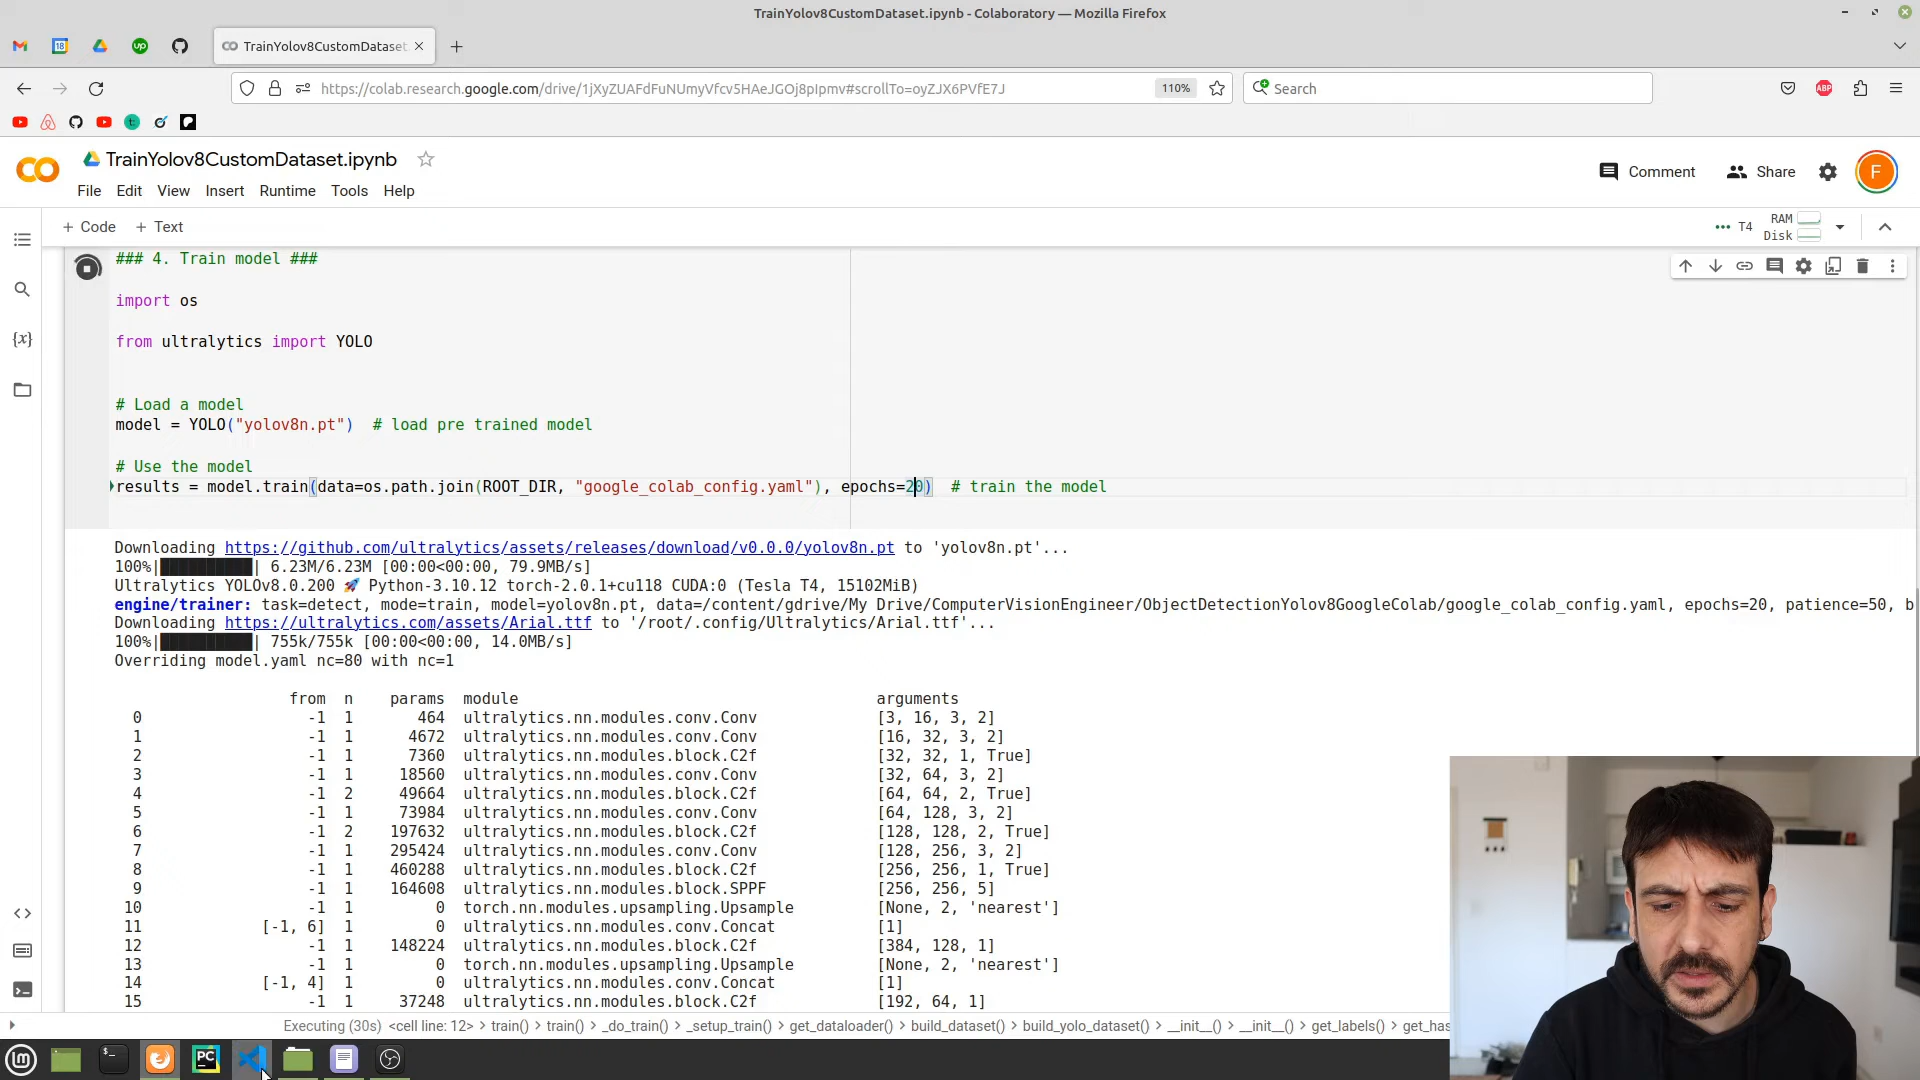 TrainYolov8CustomDataset.ipynb - Colaboratory — Mozilla Firefox
TrainYolov8CustomDataset.
https://colab.research.google.com/drive/1jXyZUAFdFuNUmyVfcv5HAeJGOj8pIpmv#scrollTo=oyZJX6PVfE7J
110%
Search
ABP
TrainYolov8CustomDataset.ipynb
File Edit View Insert Runtime Tools Help
Comment
Share
F
+ Code + Text
T4
RAM
Disk
### 4. Train model ###
import os
from ultralytics import YOLO
# Load a model
model = YOLO("yolov8n.pt")  # load pre trained model
# Use the model
results = model.train(data=os.path.join(ROOT_DIR, "google_colab_config.yaml"), epochs=20)  # train the model
Downloading https://github.com/ultralytics/assets/releases/download/v0.0.0/yolov8n.pt to 'yolov8n.pt'...
100%|██████████| 6.23M/6.23M [00:00<00:00, 79.9MB/s]
Ultralytics YOLOv8.0.200 🚀 Python-3.10.12 torch-2.0.1+cu118 CUDA:0 (Tesla T4, 15102MiB)
engine/trainer: task=detect, mode=train, model=yolov8n.pt, data=/content/gdrive/My Drive/ComputerVisionEngineer/ObjectDetectionYolov8GoogleColab/google_colab_config.yaml, epochs=20, patience=50, b
Downloading https://ultralytics.com/assets/Arial.ttf to '/root/.config/Ultralytics/Arial.ttf'...
100%|██████████| 755k/755k [00:00<00:00, 14.0MB/s]
Overriding model.yaml nc=80 with nc=1
from n params module arguments
0 -1 1 464 ultralytics.nn.modules.conv.Conv [3, 16, 3, 2]
1 -1 1 4672 ultralytics.nn.modules.conv.Conv [16, 32, 3, 2]
2 -1 1 7360 ultralytics.nn.modules.block.C2f [32, 32, 1, True]
3 -1 1 18560 ultralytics.nn.modules.conv.Conv [32, 64, 3, 2]
4 -1 2 49664 ultralytics.nn.modules.block.C2f [64, 64, 2, True]
5 -1 1 73984 ultralytics.nn.modules.conv.Conv [64, 128, 3, 2]
6 -1 2 197632 ultralytics.nn.modules.block.C2f [128, 128, 2, True]
7 -1 1 295424 ultralytics.nn.modules.conv.Conv [128, 256, 3, 2]
8 -1 1 460288 ultralytics.nn.modules.block.C2f [256, 256, 1, True]
9 -1 1 164608 ultralytics.nn.modules.block.SPPF [256, 256, 5]
10 -1 1 0 torch.nn.modules.upsampling.Upsample [None, 2, 'nearest']
11 [-1, 6] 1 0 ultralytics.nn.modules.conv.Concat [1]
12 -1 1 148224 ultralytics.nn.modules.block.C2f [384, 128, 1]
13 -1 1 0 torch.nn.modules.upsampling.Upsample [None, 2, 'nearest']
14 [-1, 4] 1 0 ultralytics.nn.modules.conv.Concat [1]
15 -1 1 37248 ultralytics.nn.modules.block.C2f [192, 64, 1]
Executing (30s) <cell line: 12> > train() > train() > _do_train() > _setup_train() > get_dataloader() > build_dataset() > build_yolo_dataset() > __init__() > __init__() > get_labels() > get_has
PC